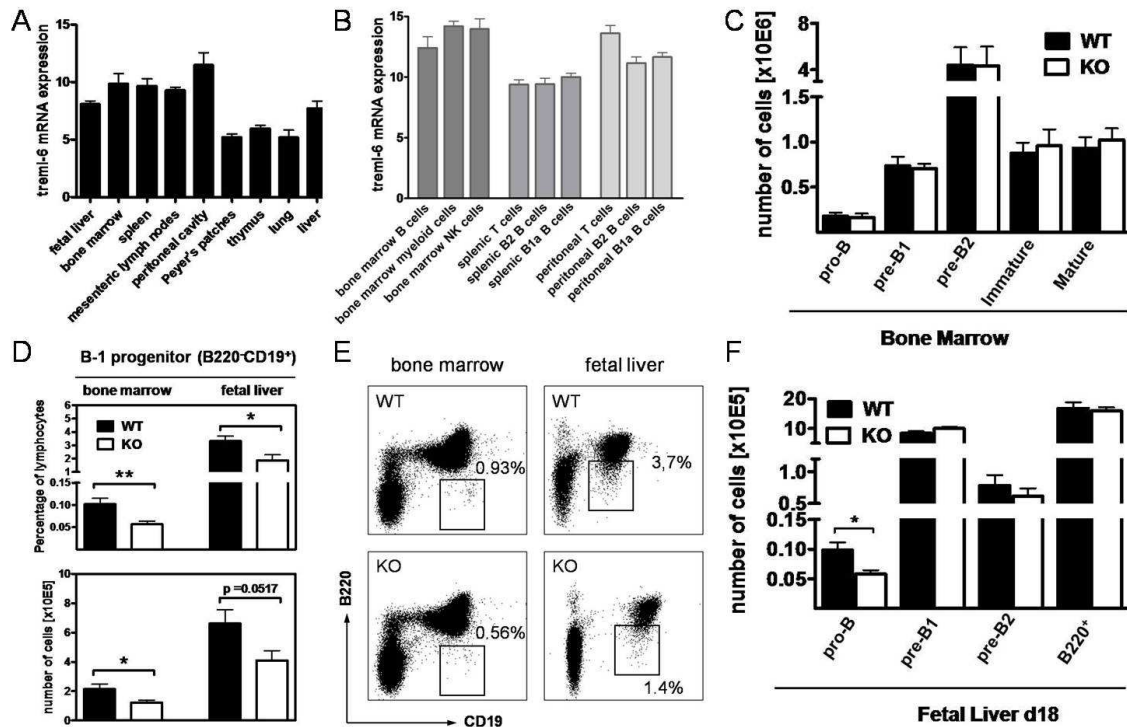 A
treml-6 mRNA expression
15
10
5
0
fetal liver
bone marrow
spleen
mesenteric lymph nodes
peritoneal cavity
Peyer's patches
thymus
lung
liver
B
treml-6 mRNA expression
15
10
5
0
bone marrow B cells
bone marrow myeloid cells
bone marrow NK cells
splenic T cells
splenic B2 B cells
splenic B1a B cells
peritoneal T cells
peritoneal B2 B cells
peritoneal B1a B cells
C
number of cells [x10E6]
8
4
1.5
1.0
0.5
WT
KO
pro-B
pre-B1
pre-B2
Immature
Mature
Bone Marrow
D
B-1 progenitor (B220-CD19+)
bone marrow
fetal liver
Percentage of lymphocytes
6
5
4
3
2
1
0.15
0.10
0.05
WT
KO
**
*
number of cells [x10E5]
10
8
6
4
2
0
*
p =0.0517
E
bone marrow
fetal liver
WT
0.93%
WT
3,7%
KO
0.56%
KO
1.4%
B220
CD19
F
number of cells [x10E5]
20
10
1.0
0.5
0.15
0.10
0.05
WT
KO
*
pro-B
pre-B1
pre-B2
B220+
Fetal Liver d18